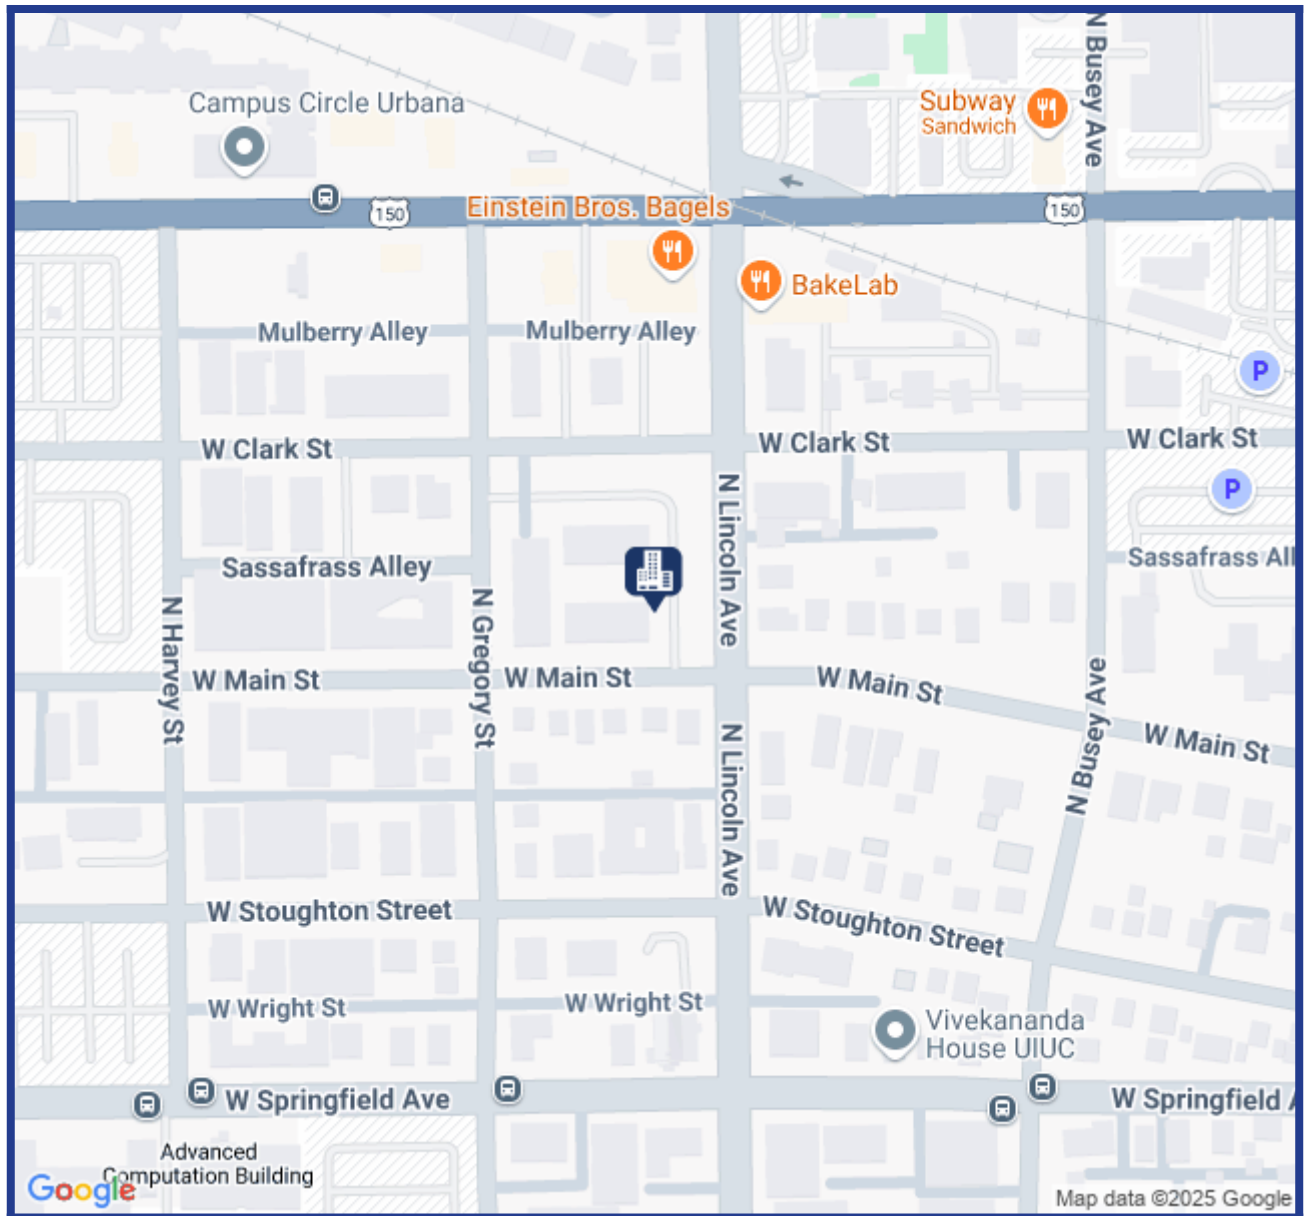 N Busey Ave
Campus Circle Urbana
Subway
Sandwich
150
Einstein Bros. Bagels
150
BakeLab
Mulberry Alley
Mulberry Alley
P
W Clark St
W Clark St
W Clark St
P
N Lincoln Ave
Sassafrass Alley
Sassafrass All
N Harvey St
N Gregory St
W Main St
W Main St
W Main St
N Busey Ave
W Main St
N Lincoln Ave
W Stoughton Street
W Stoughton Street
W Wright St
W Wright St
Vivekananda
House UIUC
W Springfield Ave
W Springfield A
Advanced
Computation Building
Google
Map data ©2025 Google